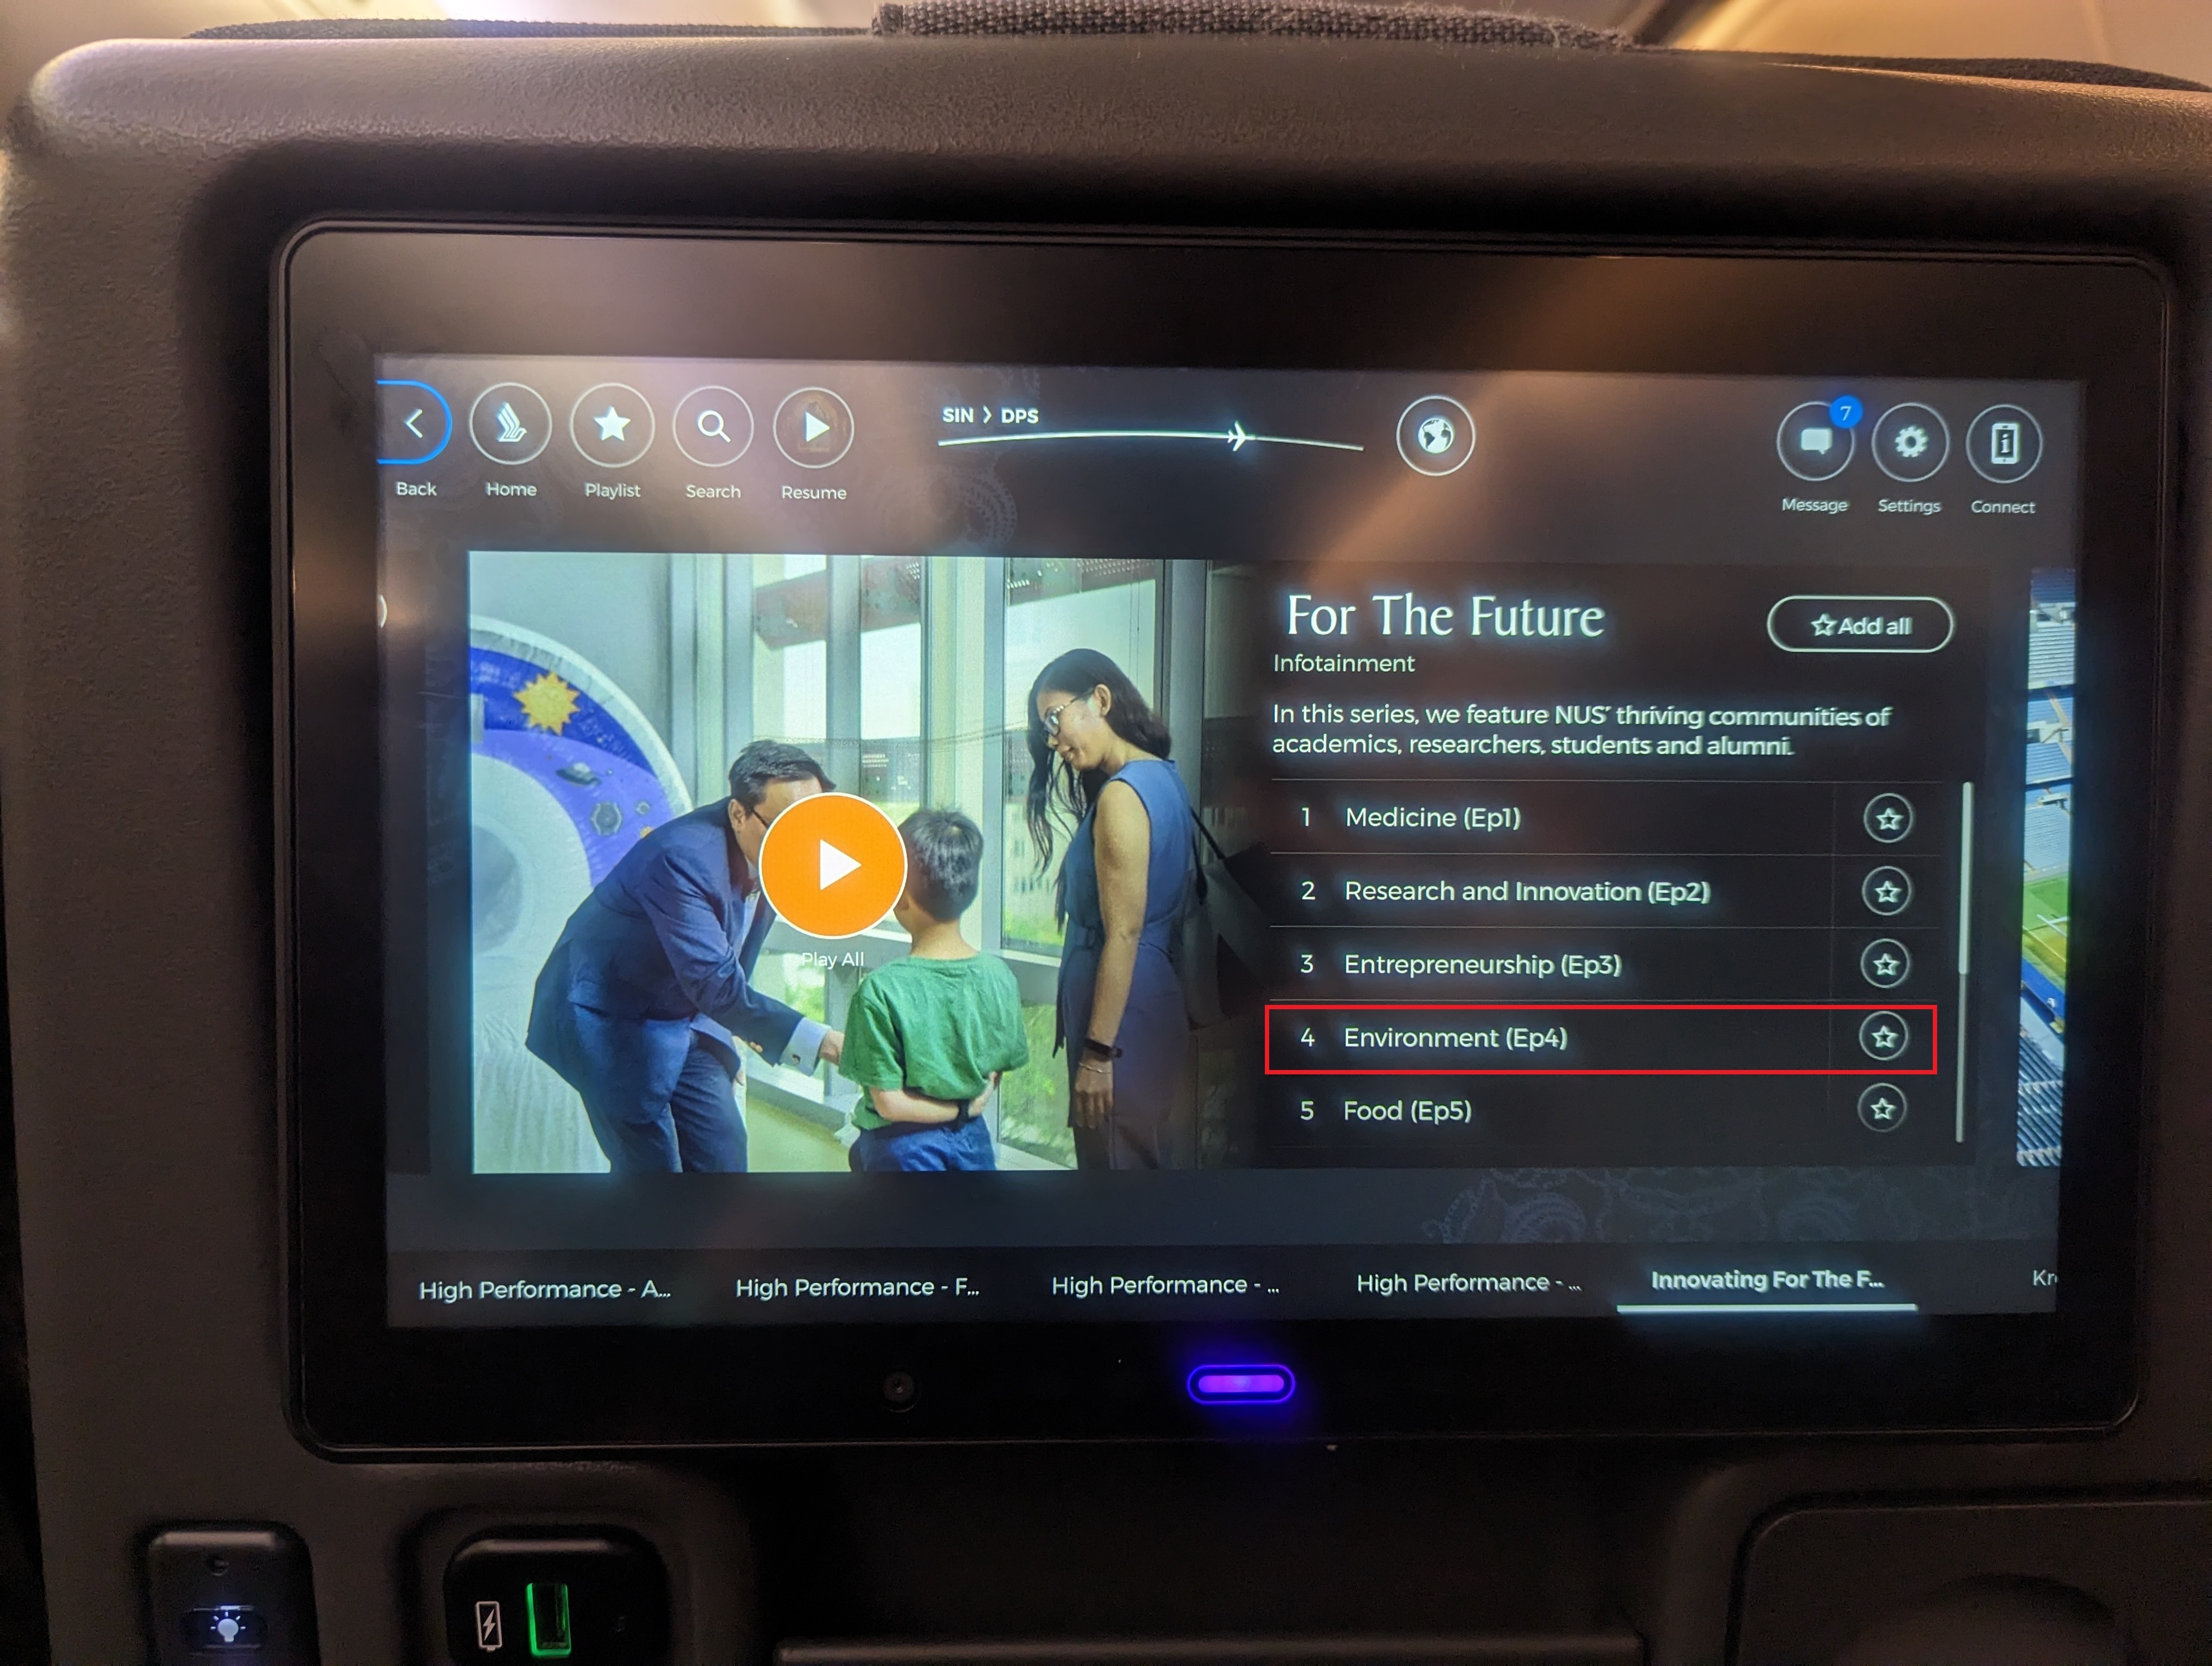 SIN > DPS
7
Back
Home
Playlist
Search
Resume
Message
Settings
Connect
For The Future
Add all
Infotainment
In this series, we feature NUS' thriving communities of
academics, researchers, students and alumni.
1 Medicine (Ep1)
2 Research and Innovation (Ep2)
3 Entrepreneurship (Ep3)
4 Environment (Ep4)
5 Food (Ep5)
Play All
High Performance - A...
High Performance - F...
High Performance - ...
High Performance - ...
Innovating For The F...
Kr